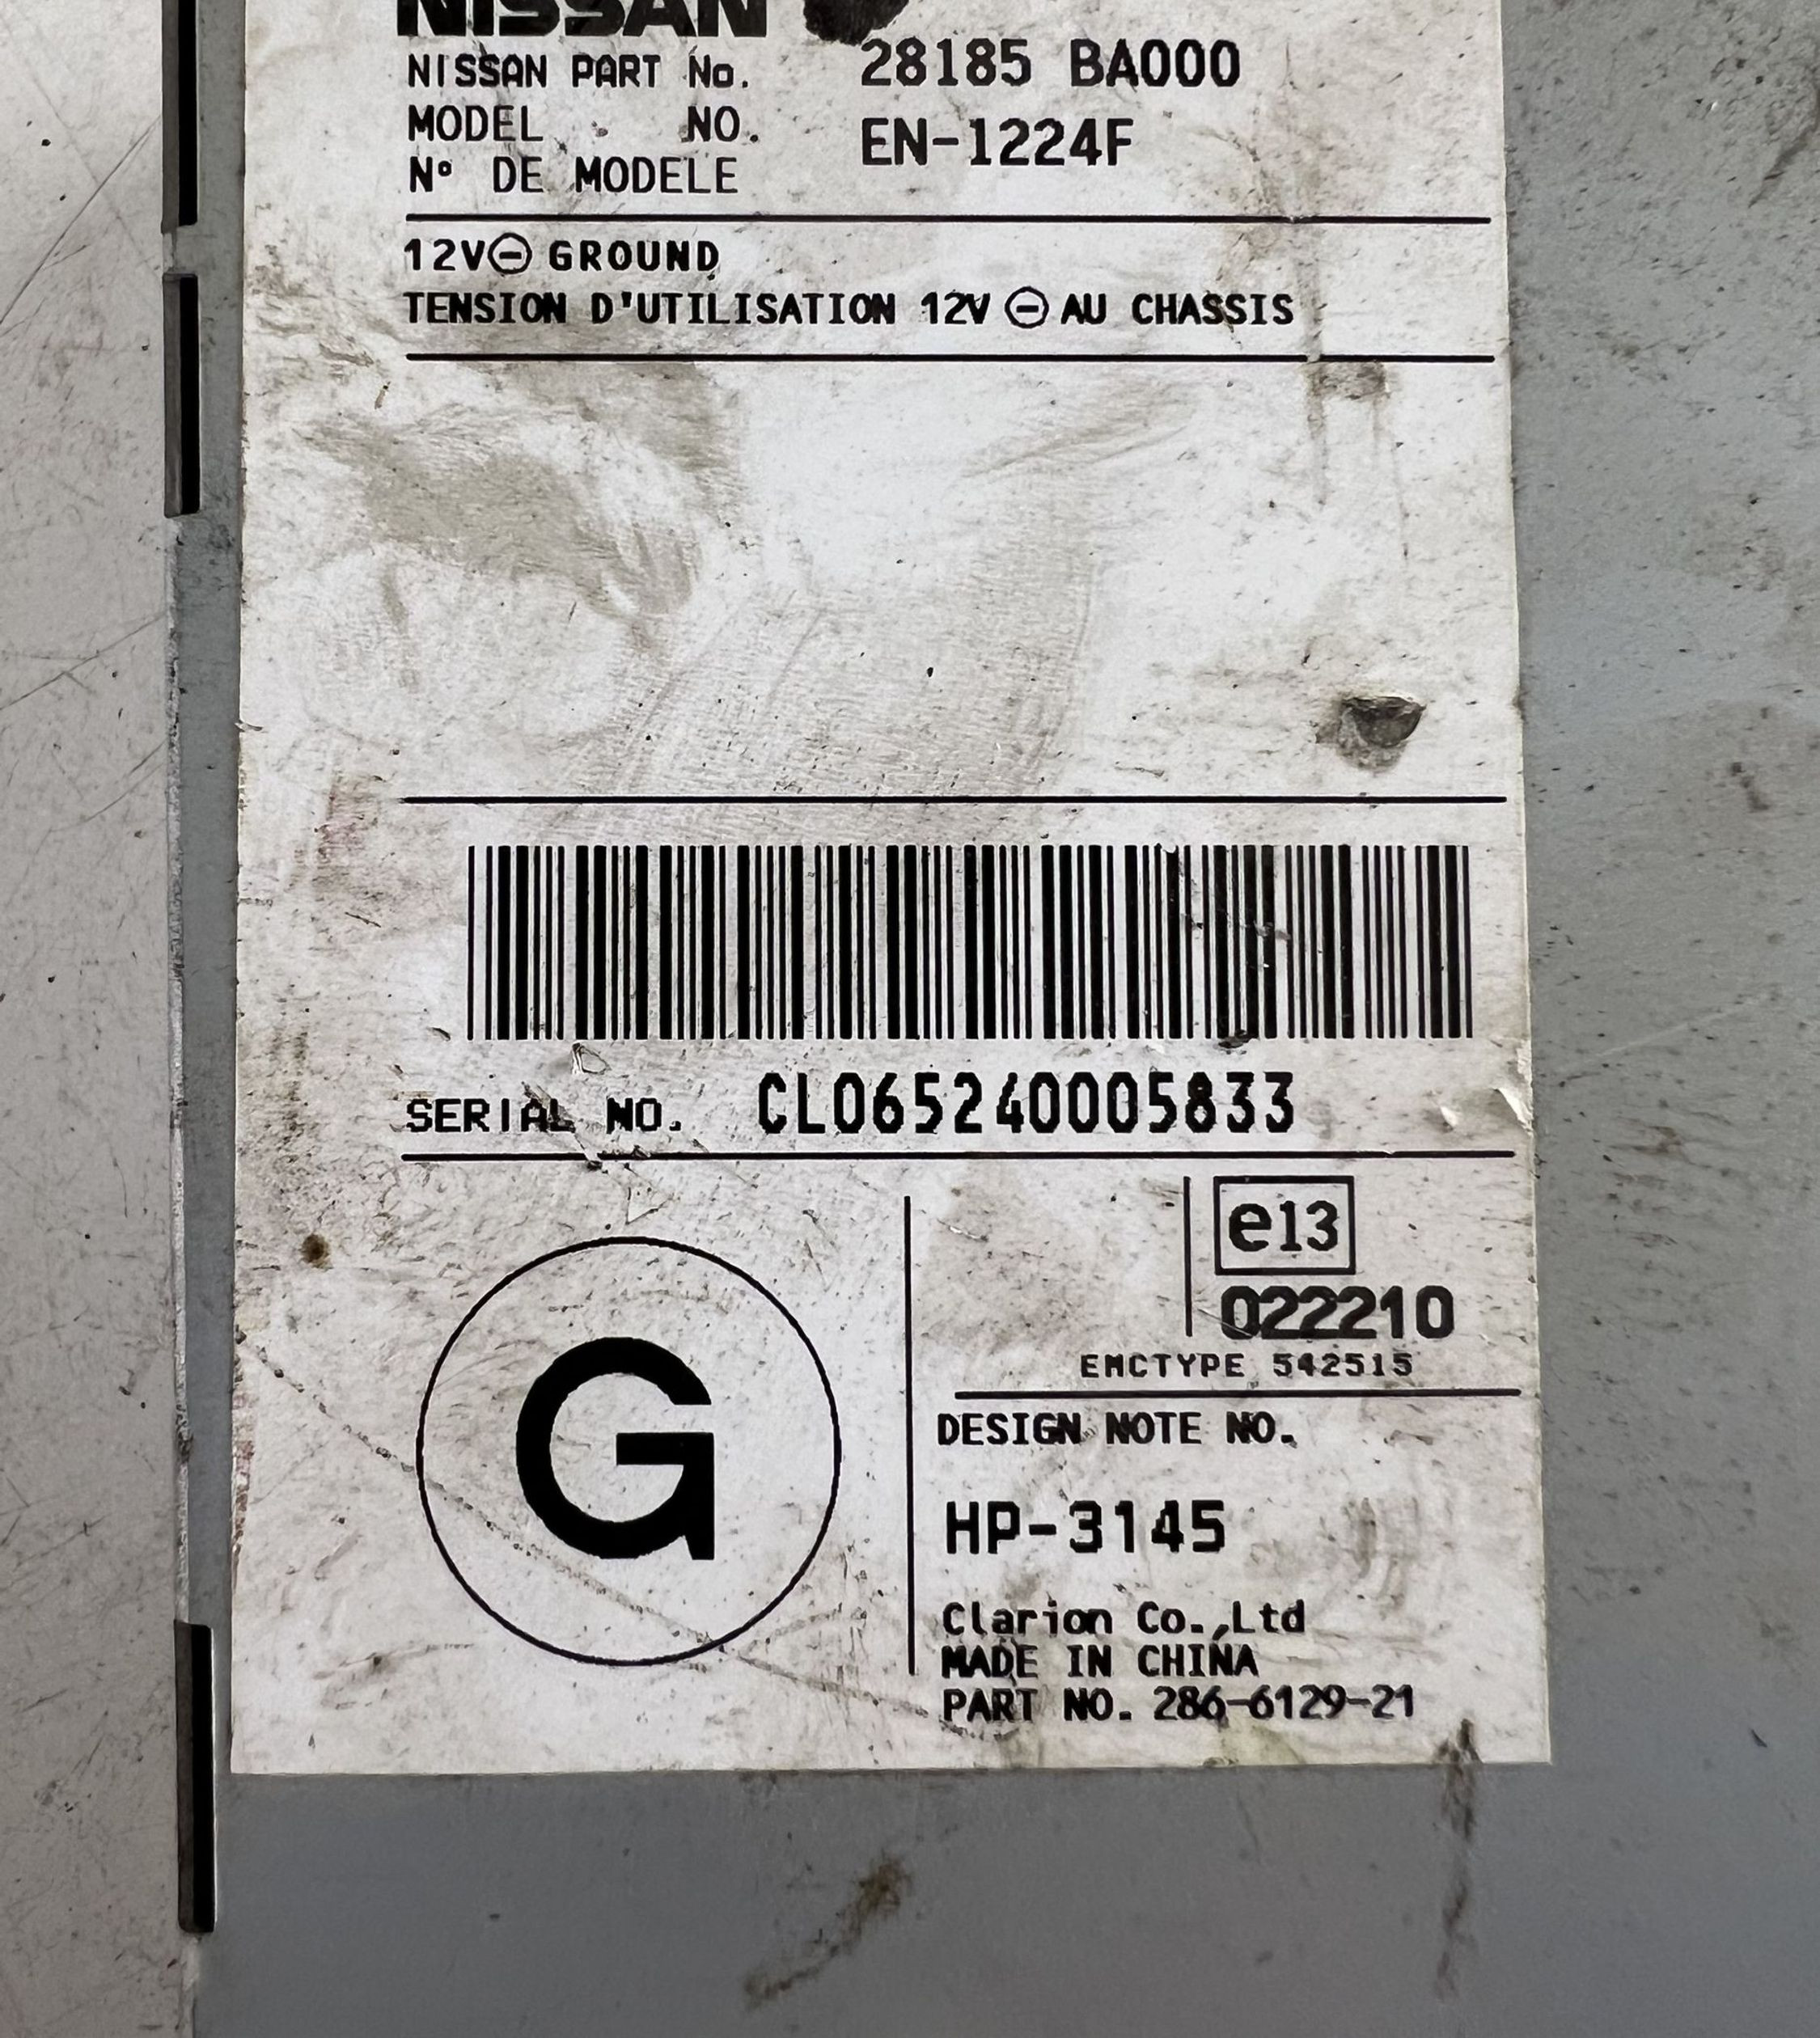 NISSAN
NISSAN PART No. 28185 BA000
MODEL NO. EN-1224F
N° DE MODELE
12V⊖ GROUND
TENSION D'UTILISATION 12V ⊖ AU CHASSIS
SERIAL NO. CL065240005833
e13
022210
EMCTYPE 542515
G
DESIGN NOTE NO.
HP-3145
Clarion Co.,Ltd
MADE IN CHINA
PART NO. 286-6129-21